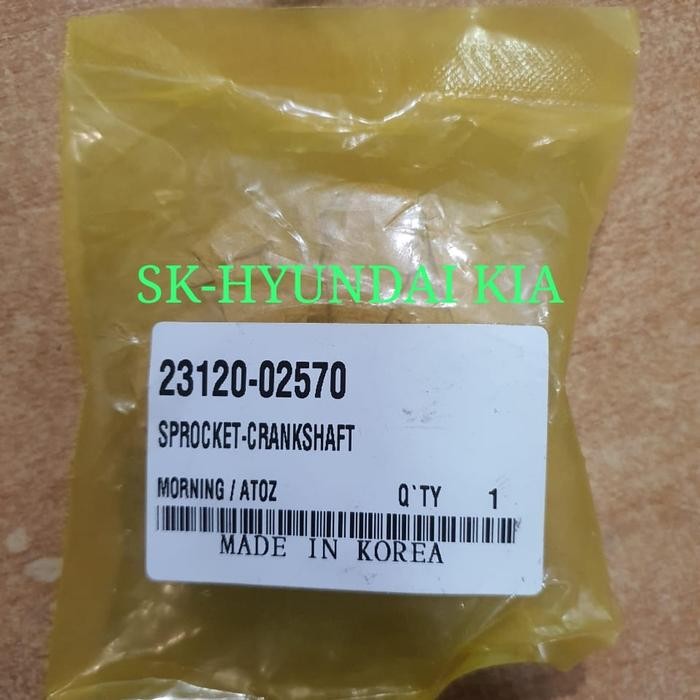 SK-HYUNDAI KIA
23120-02570
SPROCKET-CRANKSHAFT
MORNING / ATOZ Q`TY 1
MADE IN KOREA